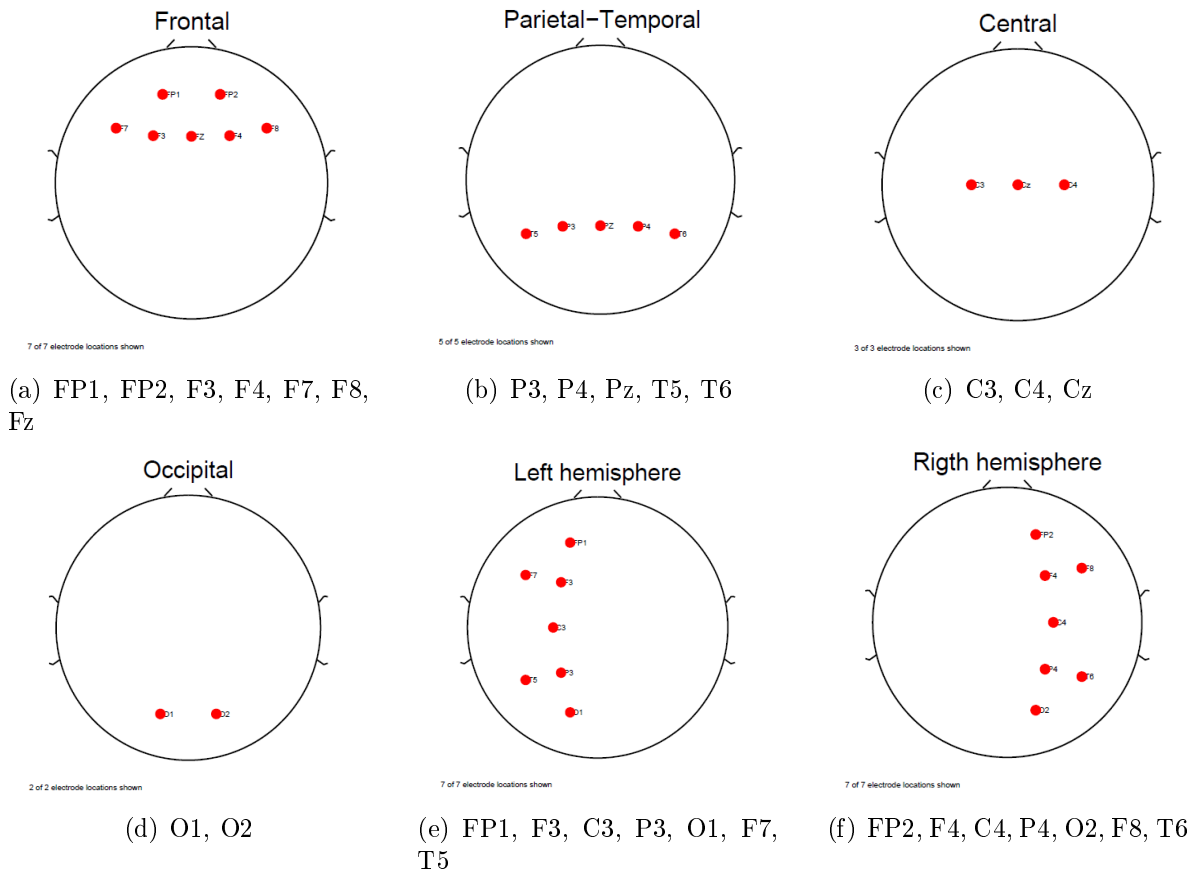 Frontal
FP1 FP2
F7 F3 FZ F4 F8
7 of 7 electrode locations shown
(a) FP1, FP2, F3, F4, F7, F8,
Fz
Parietal−Temporal
T5 P3 PZ P4 T6
5 of 5 electrode locations shown
(b) P3, P4, Pz, T5, T6
Central
C3 Cz C4
3 of 3 electrode locations shown
(c) C3, C4, Cz
Occipital
O1 O2
2 of 2 electrode locations shown
(d) O1, O2
Left hemisphere
FP1
F7
F3
C3
P3
T5
O1
7 of 7 electrode locations shown
(e) FP1, F3, C3, P3, O1, F7,
T5
Rigth hemisphere
FP2
F8
F4
C4
P4
T6
O2
7 of 7 electrode locations shown
(f) FP2, F4, C4, P4, O2, F8, T6